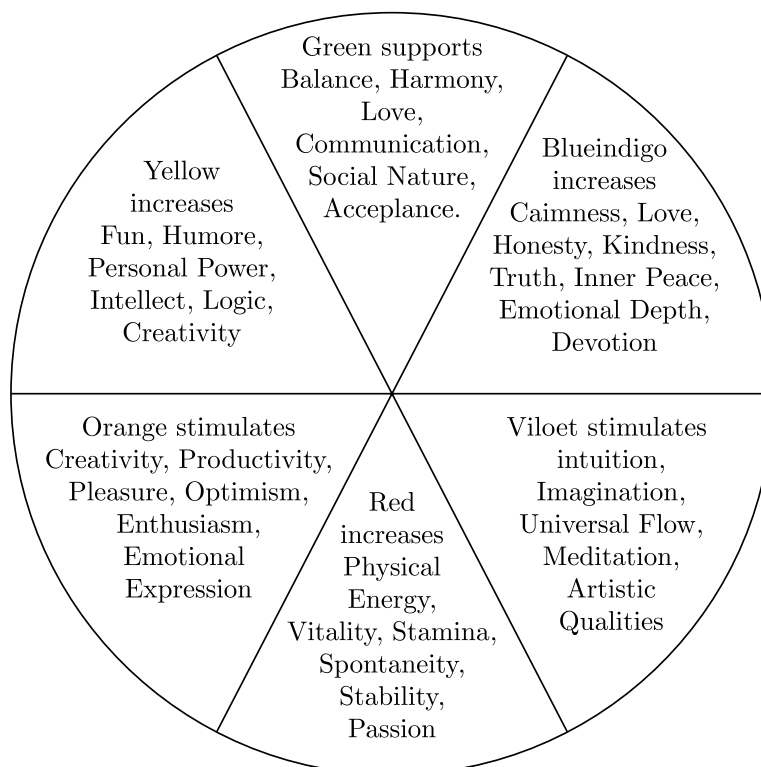 Green supports
Balance, Harmony,
Love,
Communication,
Social Nature,
Acceplance.
Blueindigo
increases
Caimness, Love,
Honesty, Kindness,
Truth, Inner Peace,
Emotional Depth,
Devotion
Yellow
increases
Fun, Humore,
Personal Power,
Intellect, Logic,
Creativity
Orange stimulates
Creativity, Productivity,
Pleasure, Optimism,
Enthusiasm,
Emotional
Expression
Red
increases
Physical
Energy,
Vitality, Stamina,
Spontaneity,
Stability,
Passion
Viloet stimulates
intuition,
Imagination,
Universal Flow,
Meditation,
Artistic
Qualities